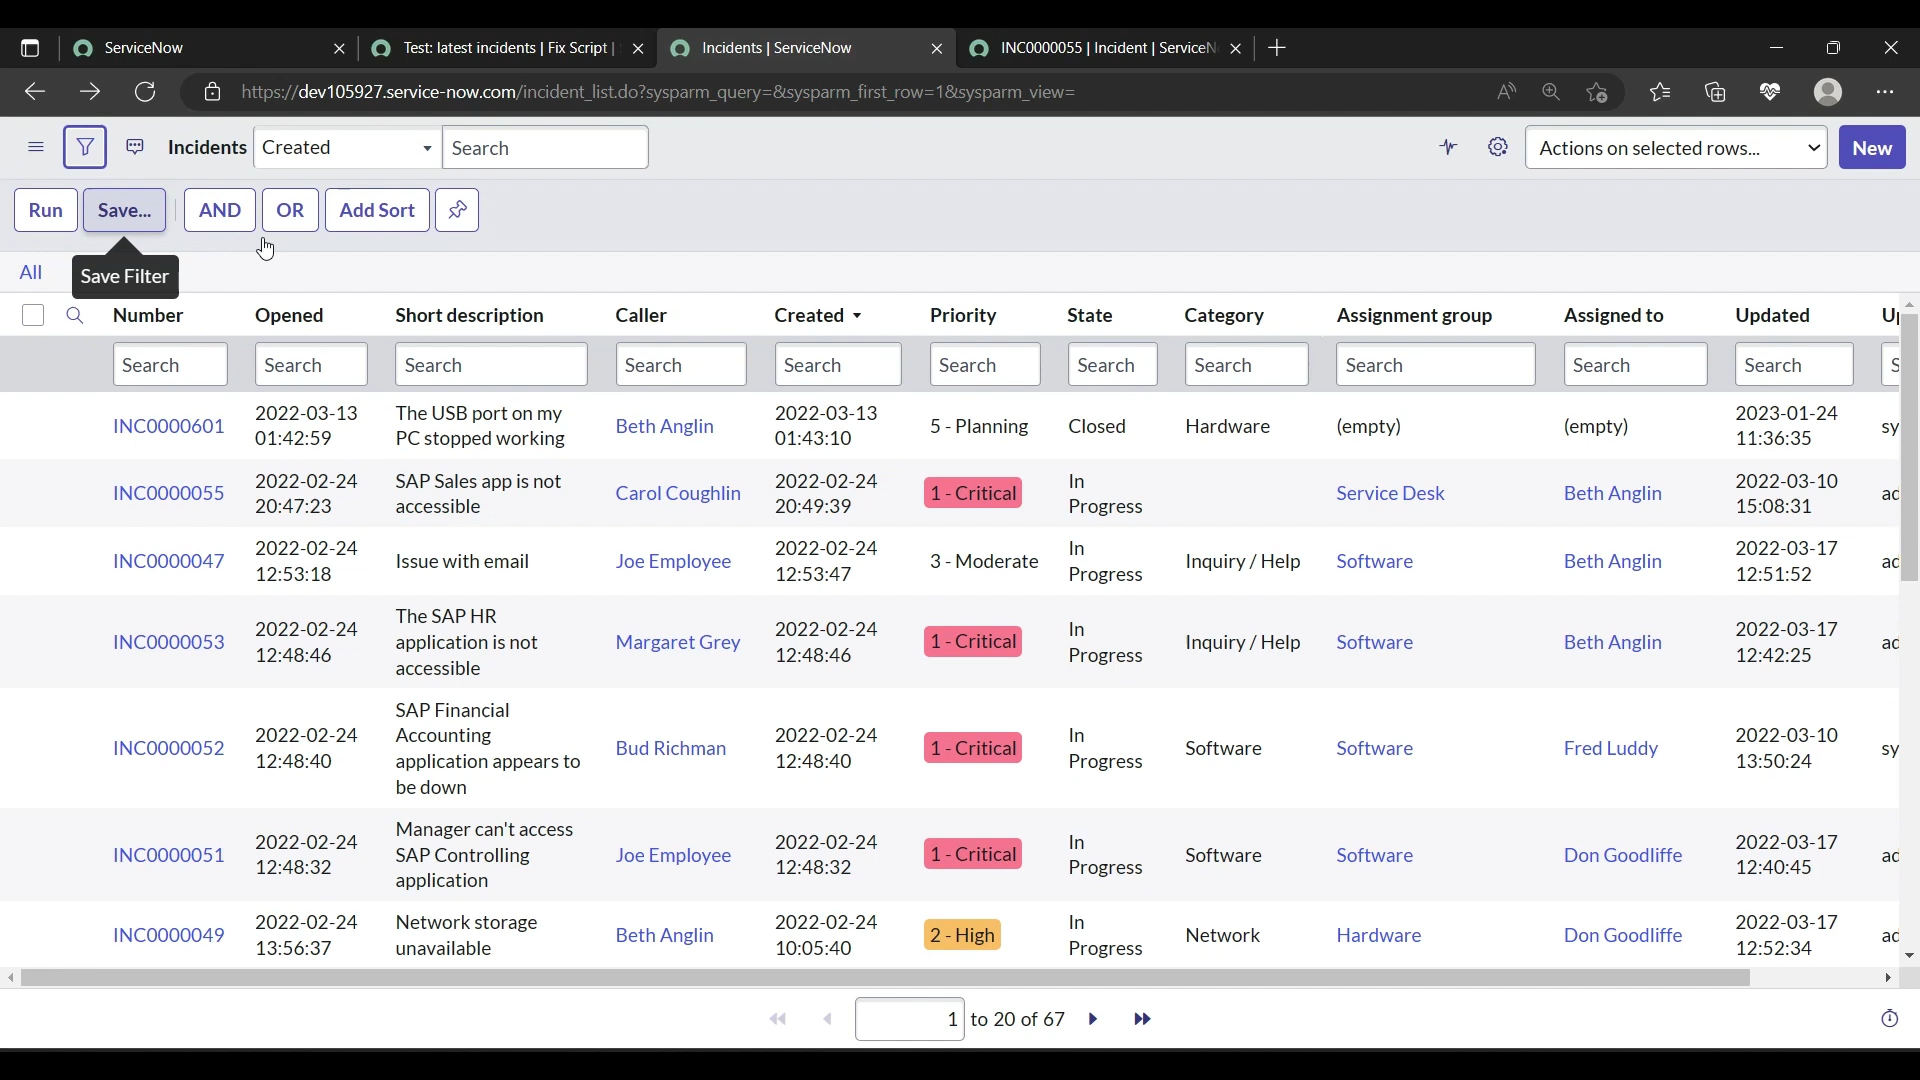 ServiceNow
Test: latest incidents | Fix Script |
Incidents | ServiceNow
INC0000055 | Incident | ServiceN
https://dev105927.service-now.com/incident_list.do?sysparm_query=&sysparm_first_row=1&sysparm_view=
Incidents Created Search Actions on selected rows... New
Run Save... AND OR Add Sort
All Save Filter
Number Opened Short description Caller Created Priority State Category Assignment group Assigned to Updated
Search Search Search Search Search Search Search Search Search Search Search S
INC0000601 2022-03-13 01:42:59 The USB port on my PC stopped working Beth Anglin 2022-03-13 01:43:10 5 - Planning Closed Hardware (empty) (empty) 2023-01-24 11:36:35 sy
INC0000055 2022-02-24 20:47:23 SAP Sales app is not accessible Carol Coughlin 2022-02-24 20:49:39 1 - Critical In Progress Service Desk Beth Anglin 2022-03-10 15:08:31 ad
INC0000047 2022-02-24 12:53:18 Issue with email Joe Employee 2022-02-24 12:53:47 3 - Moderate In Progress Inquiry / Help Software Beth Anglin 2022-03-17 12:51:52 ad
INC0000053 2022-02-24 12:48:46 The SAP HR application is not accessible Margaret Grey 2022-02-24 12:48:46 1 - Critical In Progress Inquiry / Help Software Beth Anglin 2022-03-17 12:42:25 ad
INC0000052 2022-02-24 12:48:40 SAP Financial Accounting application appears to be down Bud Richman 2022-02-24 12:48:40 1 - Critical In Progress Software Software Fred Luddy 2022-03-10 13:50:24 sy
INC0000051 2022-02-24 12:48:32 Manager can't access SAP Controlling application Joe Employee 2022-02-24 12:48:32 1 - Critical In Progress Software Software Don Goodliffe 2022-03-17 12:40:45 ad
INC0000049 2022-02-24 13:56:37 Network storage unavailable Beth Anglin 2022-02-24 10:05:40 2 - High In Progress Network Hardware Don Goodliffe 2022-03-17 12:52:34 ad
1 to 20 of 67